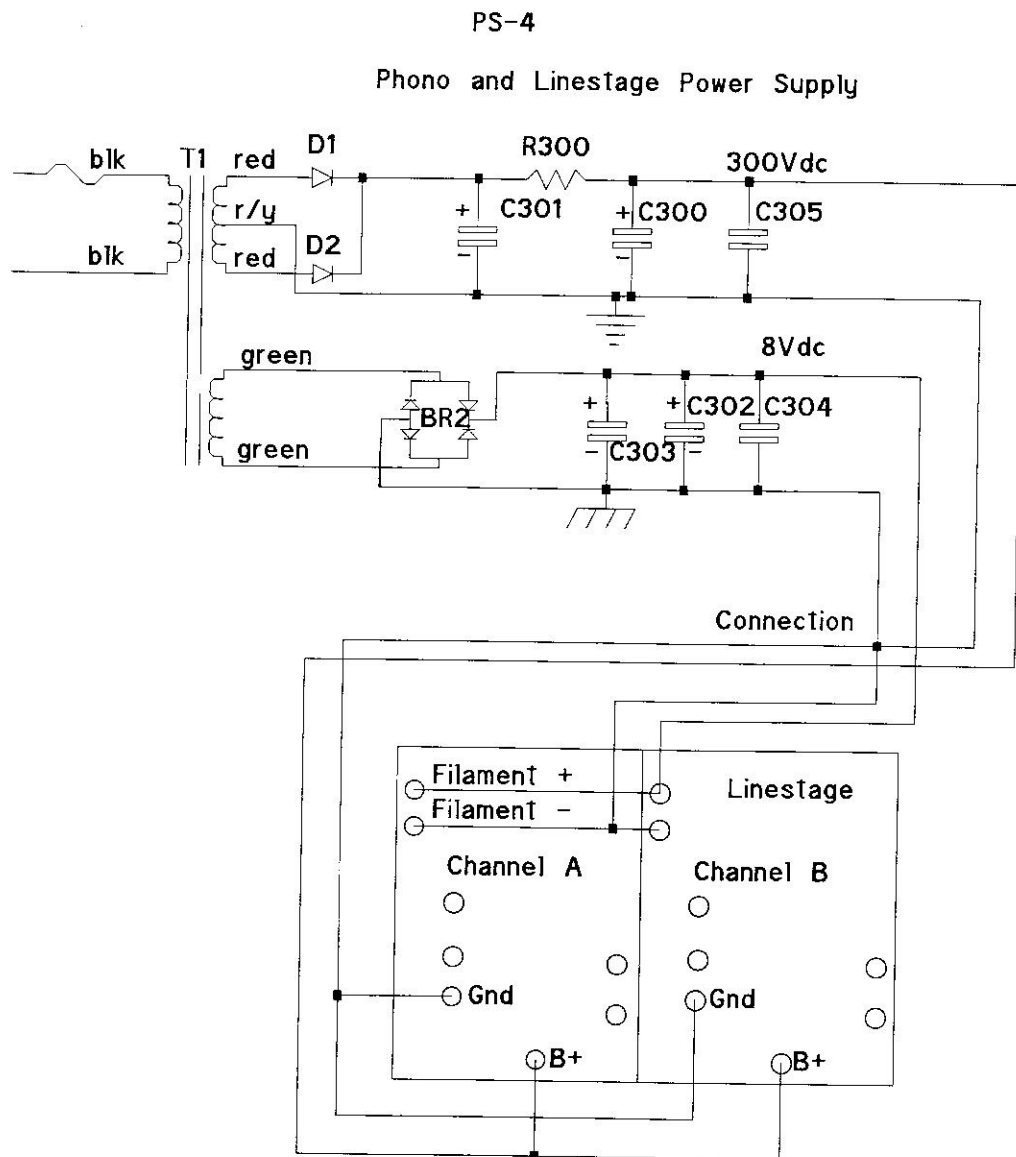 PS-4
Phono and Linestage Power Supply
blk
T1
red
D1
R300
300Vdc
r/y
+
C301
+
C300
C305
-
-
blk
D2
red
green
8Vdc
BR2
+
+
C302
C304
-
C303
-
green
Connection
Filament +
Linestage
Filament -
Channel A
Channel B
Gnd
Gnd
B+
B+